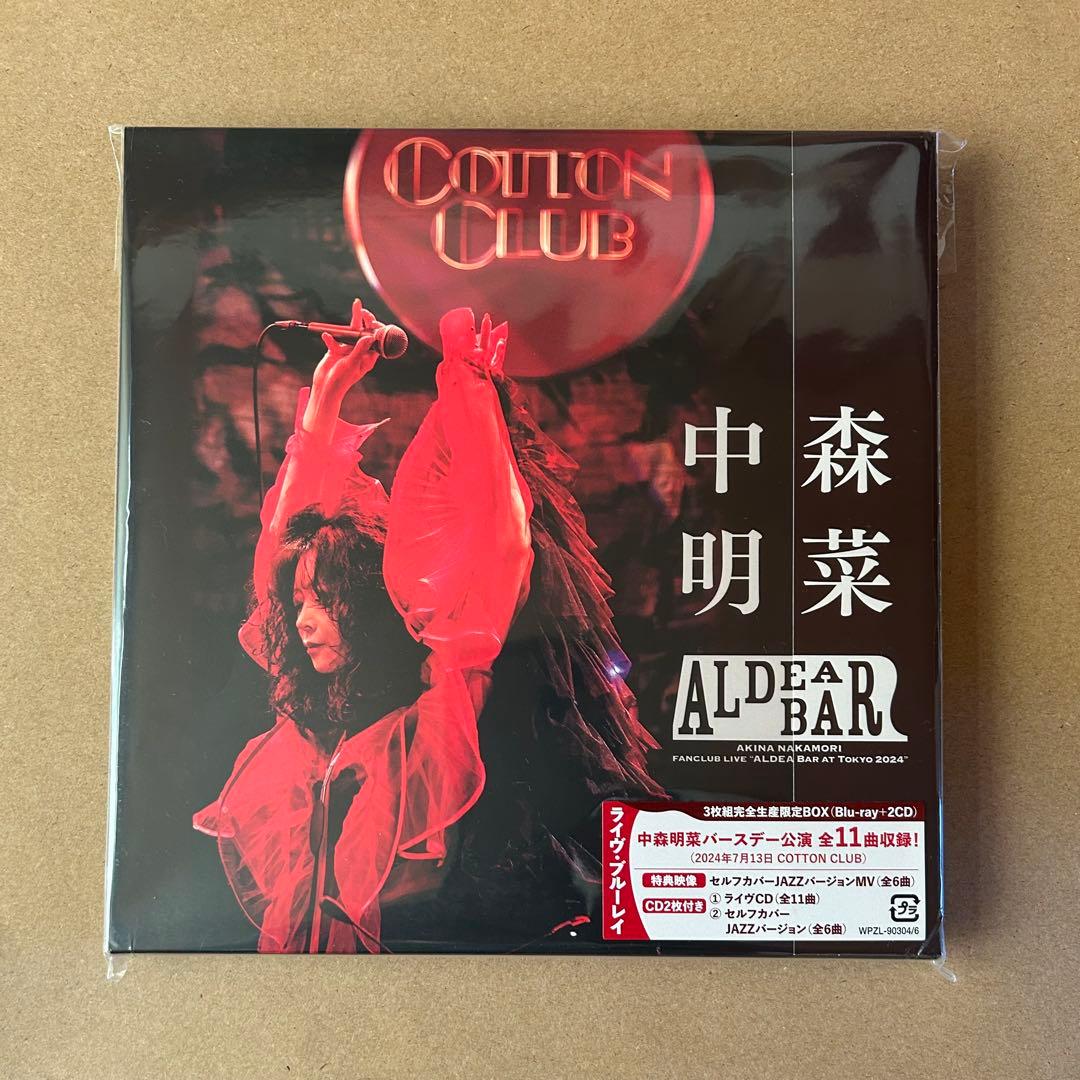 COTTON
CLUB
中森
明菜
ALDEA
BAR
AKINA NAKAMORI
FANCLUB LIVE "ALDEA BAR AT TOKYO 2024"
ライヴ・ブルーレイ
3枚組完全生産限定BOX(Blu-ray+2CD)
中森明菜バースデー公演 全11曲収録!
(2024年7月13日 COTTON CLUB)
特典映像 セルフカバーJAZZバージョンMV(全6曲)
CD2枚付き ① ライヴCD(全11曲)
② セルフカバー
JAZZバージョン(全6曲)
プラ
WPZL-90304/6